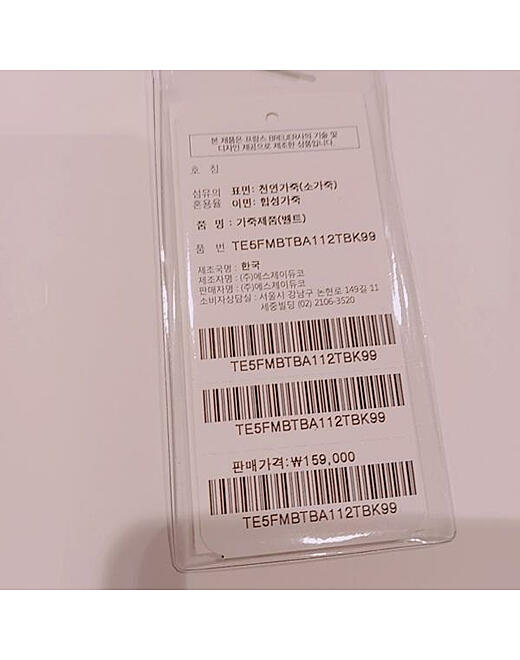 본 제품은 프랑스 BREUER사의 기술 및
디자인 제공으로 제조한 상품입니다.
호 칭
섬유의 표면: 천연가죽(소가죽)
혼용율 이면: 합성가죽
품 명 : 가죽제품(벨트)
품 번 TE5FMBTBA112TBK99
제조국명 : 한국
제조자명 : (주)에스제이듀코
판매자명 : (주)에스제이듀코
소비자상담실 : 서울시 강남구 논현로 149길 11
세중빌딩 (02) 2106-3520
TE5FMBTBA112TBK99
TE5FMBTBA112TBK99
판매가격:₩159,000
TE5FMBTBA112TBK99